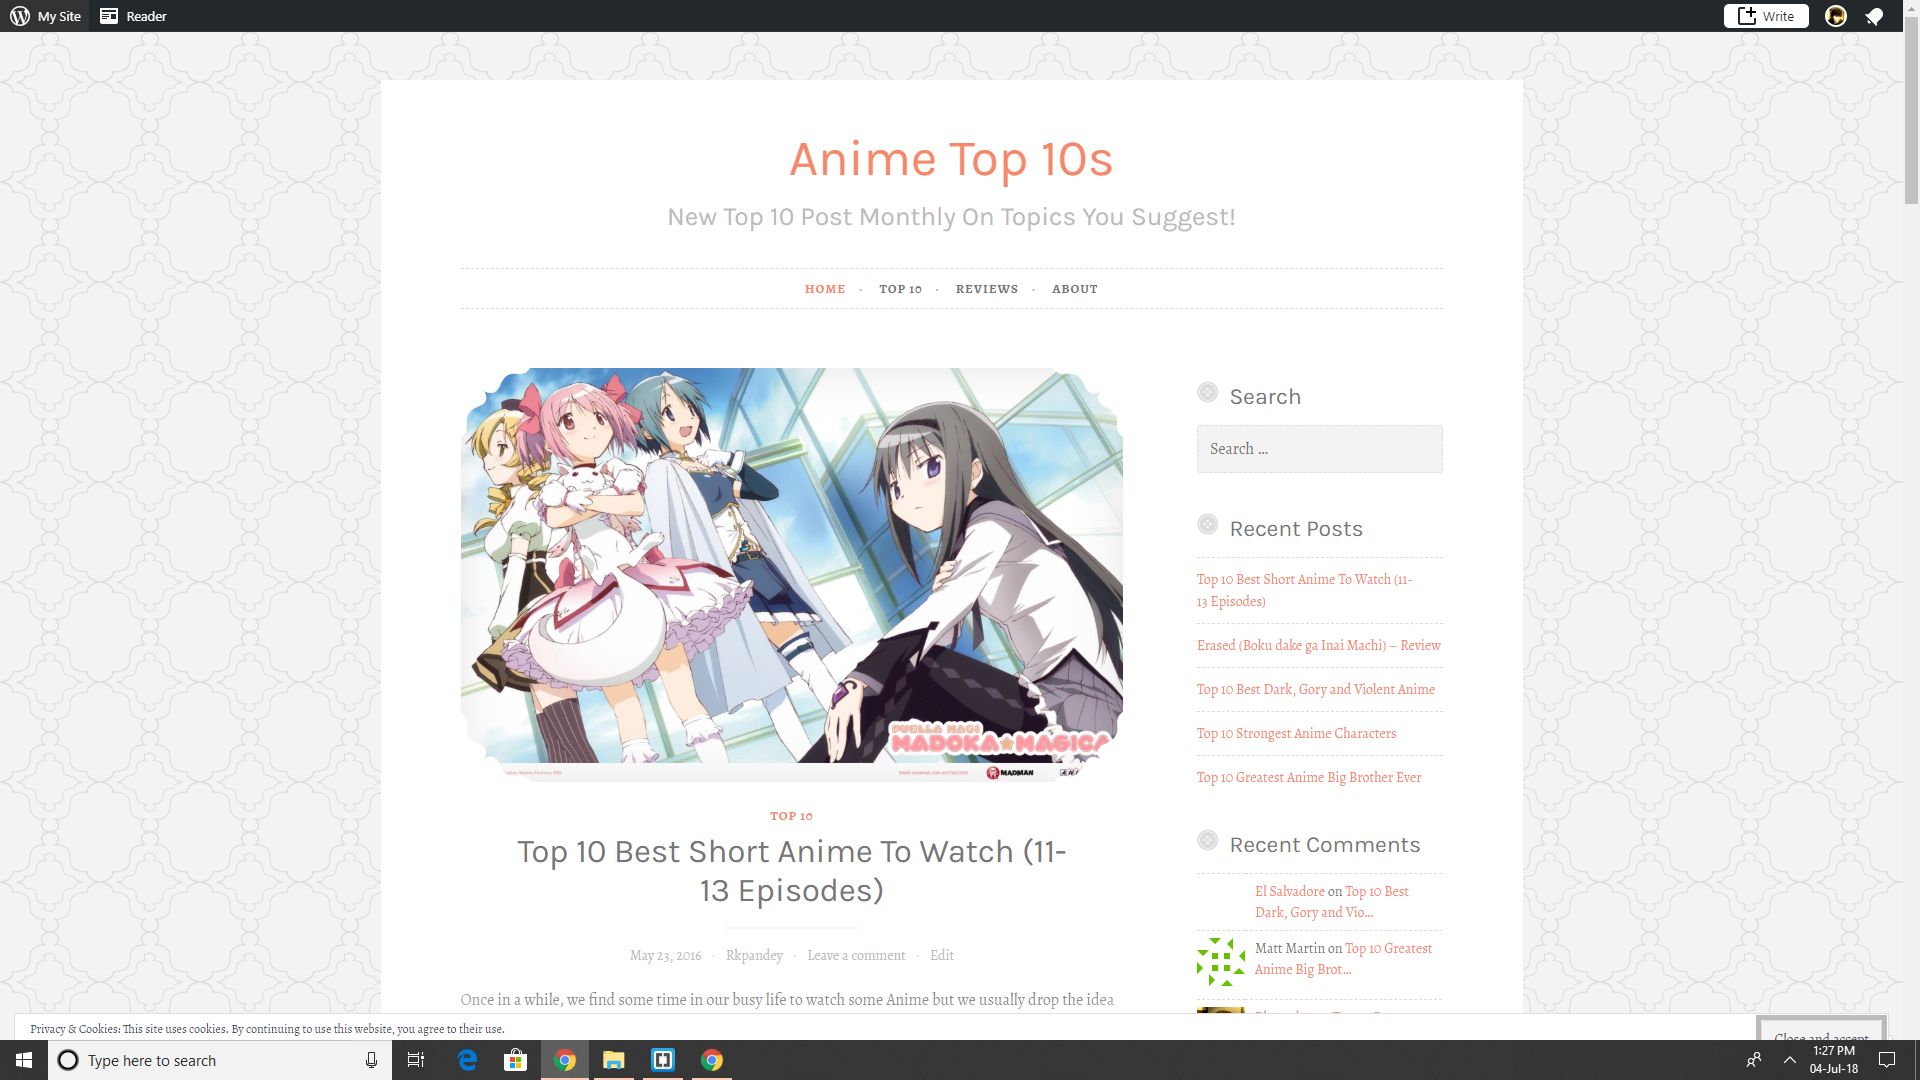 My Site
Reader
Write
Anime Top 10s
New Top 10 Post Monthly On Topics You Suggest!
HOME
TOP 10
REVIEWS
ABOUT
PUELLA MAGI
MADOKA★MAGICA
WWW.MADMAN.COM.AU/FANZONE
MADMAN
TOP 10
Top 10 Best Short Anime To Watch (11-
13 Episodes)
May 23, 2016 · Rkpandey · Leave a comment · Edit
Once in a while, we find some time in our busy life to watch some Anime but we usually drop the idea
Search
Search ...
Recent Posts
Top 10 Best Short Anime To Watch (11-
13 Episodes)
Erased (Boku dake ga Inai Machi) – Review
Top 10 Best Dark, Gory and Violent Anime
Top 10 Strongest Anime Characters
Top 10 Greatest Anime Big Brother Ever
Recent Comments
El Salvadore on Top 10 Best
Dark, Gory and Vio...
Matt Martin on Top 10 Greatest
Anime Big Brot...
Privacy & Cookies: This site uses cookies. By continuing to use this website, you agree to their use.
Close and accept
Type here to search
1:27 PM
04-Jul-18